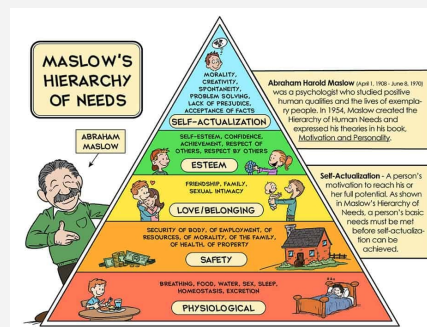 MASLOW'S
HIERARCHY
OF NEEDS
ABRAHAM
MASLOW
MORALITY,
CREATIVITY,
SPONTANEITY,
PROBLEM SOLVING,
LACK OF PREJUDICE,
ACCEPTANCE OF FACTS
SELF-ACTUALIZATION
SELF-ESTEEM, CONFIDENCE,
ACHIEVEMENT, RESPECT OF
OTHERS, RESPECT BY OTHERS
ESTEEM
FRIENDSHIP, FAMILY,
SEXUAL INTIMACY
LOVE/BELONGING
SECURITY OF BODY, OF EMPLOYMENT, OF
RESOURCES, OF MORALITY, OF THE FAMILY,
OF HEALTH, OF PROPERTY
SAFETY
BREATHING, FOOD, WATER, SEX, SLEEP,
HOMEOSTASIS, EXCRETION
PHYSIOLOGICAL
Abraham Harold Maslow (April 1, 1908 - June 8, 1970)
was a psychologist who studied positive
human qualities and the lives of exempla-
ry people. In 1954, Maslow created the
Hierarchy of Human Needs and
expressed his theories in his book,
Motivation and Personality.
Self-Actualization - A person's
motivation to reach his or
her full potential. As shown
in Maslow's Hierarchy of
Needs, a person's basic
needs must be met
before self-actualiza-
tion can be
achieved.